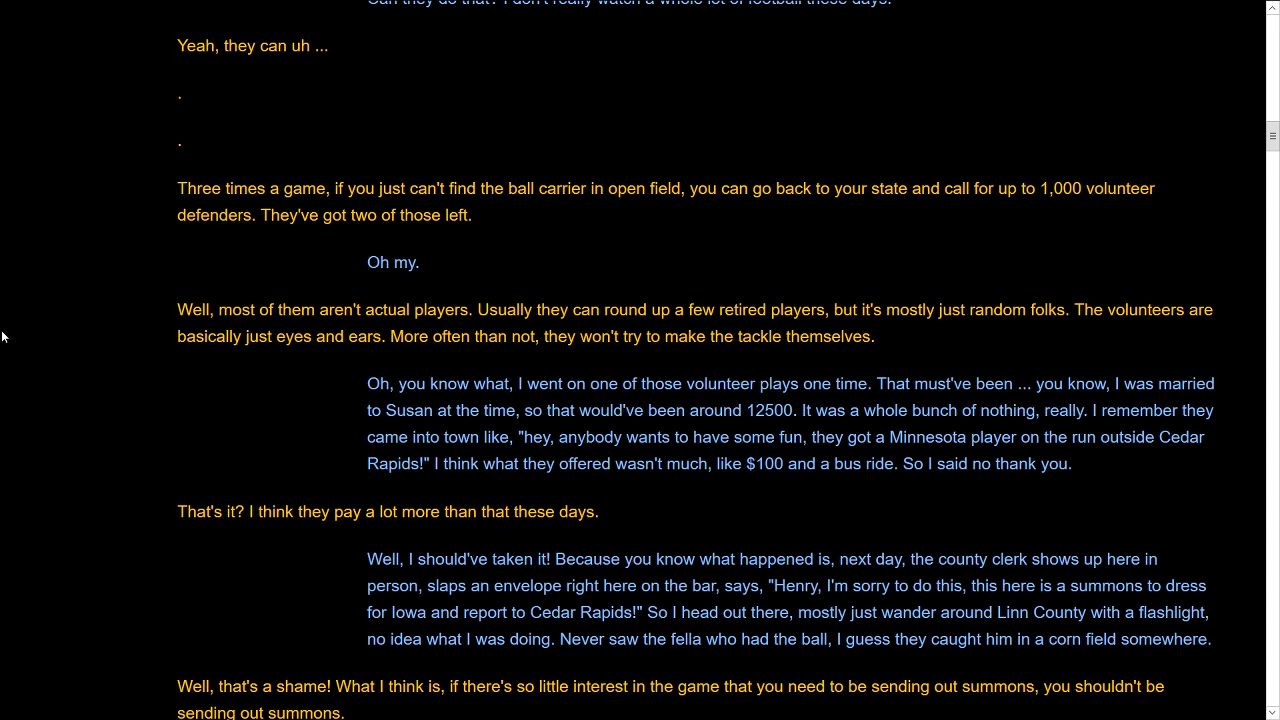 Can they do that? I don't really watch a whole lot of football these days.
Yeah, they can uh ...
.
.
Three times a game, if you just can't find the ball carrier in open field, you can go back to your state and call for up to 1,000 volunteer
defenders. They've got two of those left.
Oh my.
Well, most of them aren't actual players. Usually they can round up a few retired players, but it's mostly just random folks. The volunteers are
basically just eyes and ears. More often than not, they won't try to make the tackle themselves.
Oh, you know what, I went on one of those volunteer plays one time. That must've been ... you know, I was married
to Susan at the time, so that would've been around 12500. It was a whole bunch of nothing, really. I remember they
came into town like, "hey, anybody wants to have some fun, they got a Minnesota player on the run outside Cedar
Rapids!" I think what they offered wasn't much, like $100 and a bus ride. So I said no thank you.
That's it? I think they pay a lot more than that these days.
Well, I should've taken it! Because you know what happened is, next day, the county clerk shows up here in
person, slaps an envelope right here on the bar, says, "Henry, I'm sorry to do this, this here is a summons to dress
for Iowa and report to Cedar Rapids!" So I head out there, mostly just wander around Linn County with a flashlight,
no idea what I was doing. Never saw the fella who had the ball, I guess they caught him in a corn field somewhere.
Well, that's a shame! What I think is, if there's so little interest in the game that you need to be sending out summons, you shouldn't be
sending out summons.